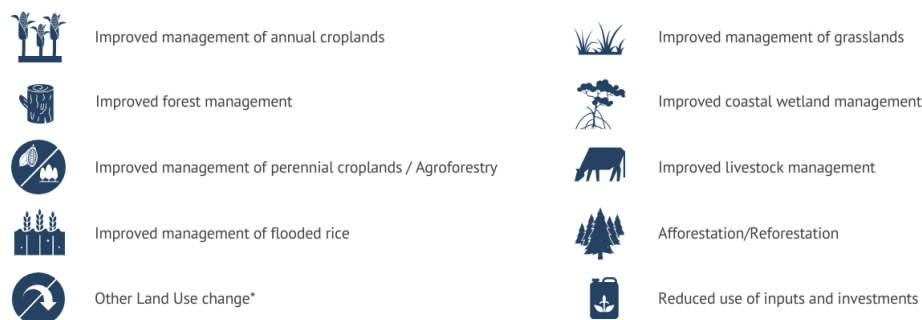 Improved management of annual croplands
Improved forest management
Improved management of perennial croplands / Agroforestry
Improved management of flooded rice
Other Land Use change*
Improved management of grasslands
Improved coastal wetland management
Improved livestock management
Afforestation/Reforestation
Reduced use of inputs and investments